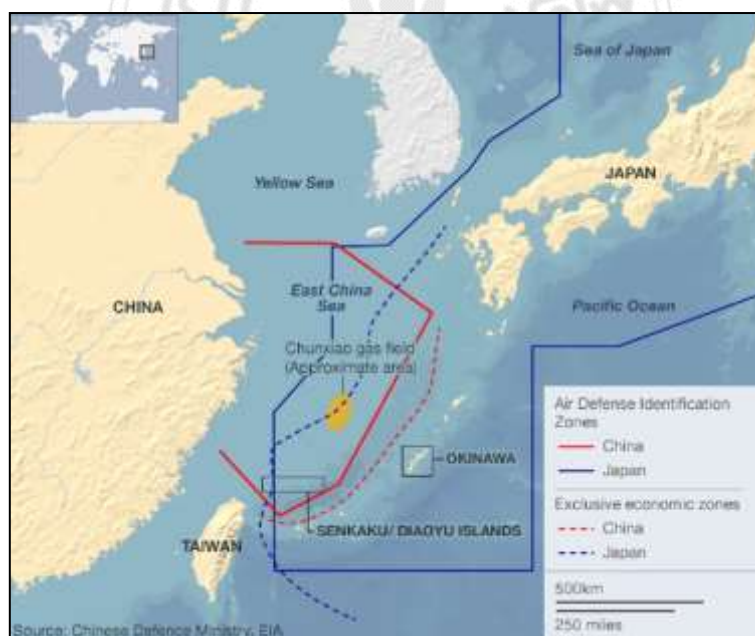 Sea of Japan
Yellow Sea
JAPAN
East China
Sea
CHINA
Pacific Ocean
Chunxiao gas field
(Approximate area)
Air Defense Identification
Zones
China
Japan
OKINAWA
Exclusive economic zones
China
Japan
SENKAKU/ DIAOYU ISLANDS
TAIWAN
500km
250 miles
Source: Chinese Defence Ministry, EIA